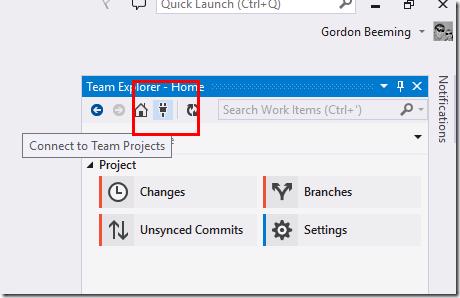 Quick Launch (Ctrl+Q)
Gordon Beeming
Team Explorer - Home
Search Work Items (Ctrl+')
Connect to Team Projects
Project
Changes
Branches
Unsynced Commits
Settings
Notifications